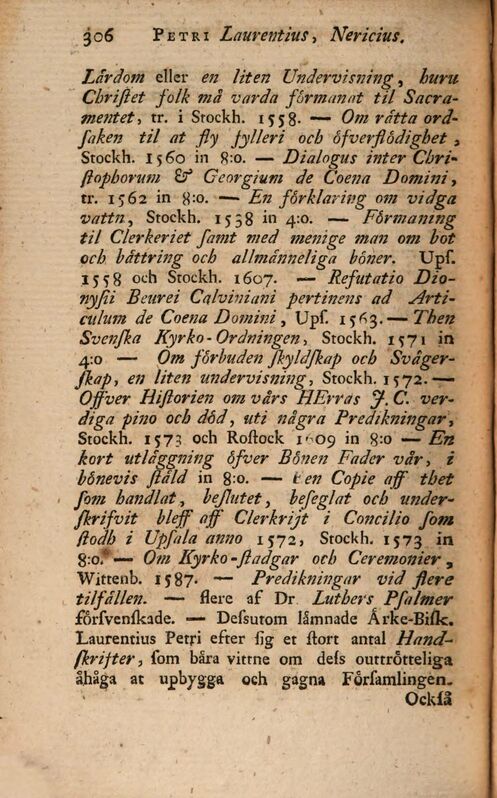 306 PETRI Laurentius, Nericius.
Lärdom eller en liten Undervisning, huru
Chriſtet folk må varda förmanat til Sacra-
mentet, tr. i Stockh. 1558. — Om rätta ord-
ſaken til at fly fylleri och öfverflödighet,
Stockh. 1560 in 8:o. — Dialogus inter Chri-
ſtophorum & Georgium de Coena Domini,
tr. 1562 in 8:o. — En förklaring om vidga
vattn, Stockh. 1538 in 4:o. — Förmaning
til Clerkeriet ſamt med menige man om bot
och bättring och allmänneliga böner. Upſ.
1558 och Stockh. 1607. — Refutatio Dio-
nyſii Beurei Calviniani pertinens ad Arti-
culum de Coena Domini, Upſ. 1563. — Then
Svenſka Kyrko-Ordningen, Stockh. 1571 in
4:o — Om förbuden ſkyldſkap och Svåger-
ſkap, en liten undervisning, Stockh. 1572. —
Offver Hiſtorien om vårs HErras J. C. ver-
diga pino och död, uti några Predikningar,
Stockh. 1573 och Roſtock 1609 in 8:o — En
kort utläggning öfver Bönen Fader vår, i
bönevis ſtäld in 8:o. — Een Copie aff thet
ſom handlat, beſlutet, beſeglat och under-
ſkrifvit bleff aff Clerkrijt i Concilio ſom
ſtodh i Upſala anno 1572, Stockh. 1573 in
8:o. — Om Kyrko-ſtadgar och Ceremonier,
Wittenb. 1587. — Predikningar vid flere
tilfällen. — flere af Dr. Luthers Pſalmer
förſvenſkade. — Deſsutom lämnade Ärke-Biſk.
Laurentius Petri efter ſig et ſtort antal Hand-
ſkrifter, ſom bära vittne om deſs outtrötteliga
åhåga at upbygga och gagna Förſamlingen.
Ockſå